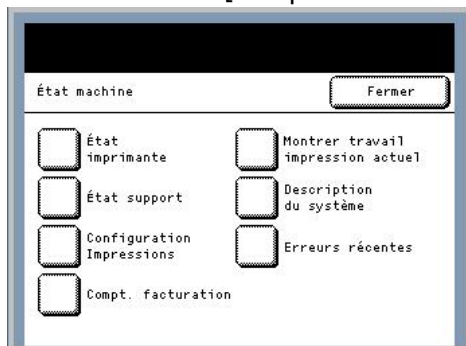 État machine
Fermer
État
imprimante
Montrer travail
impression actuel
État support
Description
du système
Configuration
Impressions
Erreurs récentes
Compt. facturation